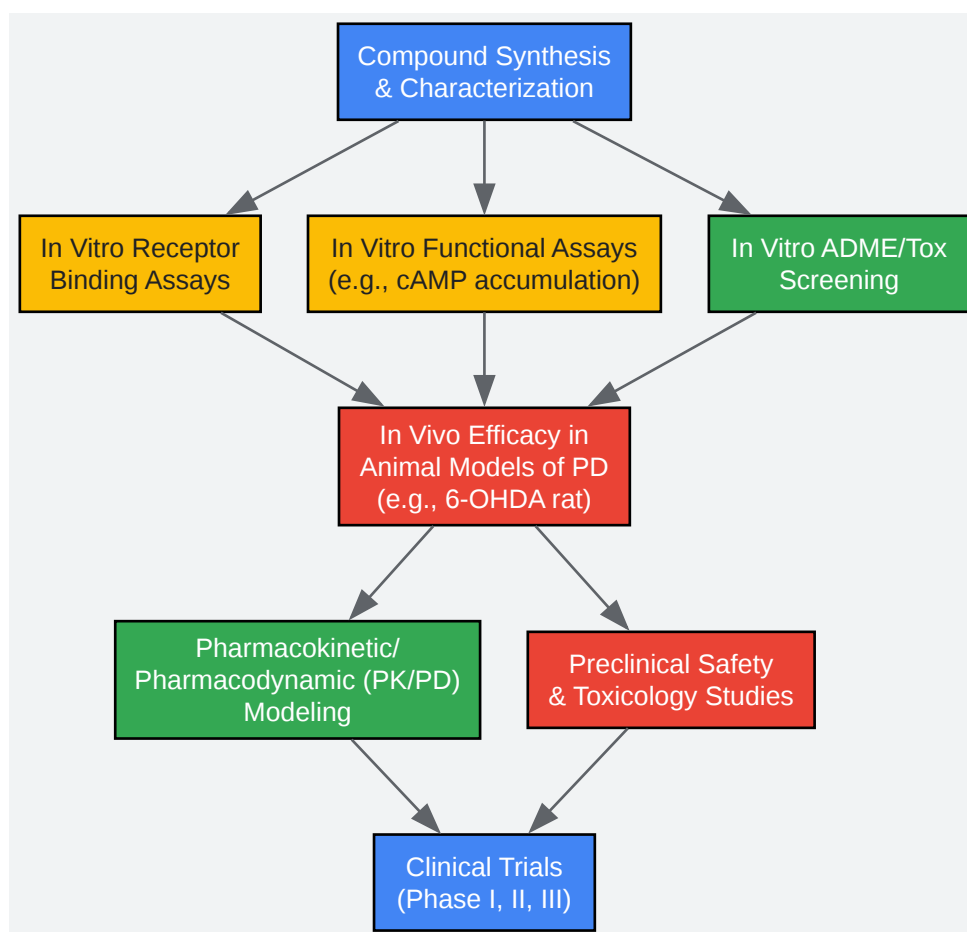 Compound Synthesis
& Characterization
In Vitro Receptor
Binding Assays
In Vitro Functional Assays
(e.g., cAMP accumulation)
In Vitro ADME/Tox
Screening
In Vivo Efficacy in
Animal Models of PD
(e.g., 6-OHDA rat)
Pharmacokinetic/
Pharmacodynamic (PK/PD)
Modeling
Preclinical Safety
& Toxicology Studies
Clinical Trials
(Phase I, II, III)